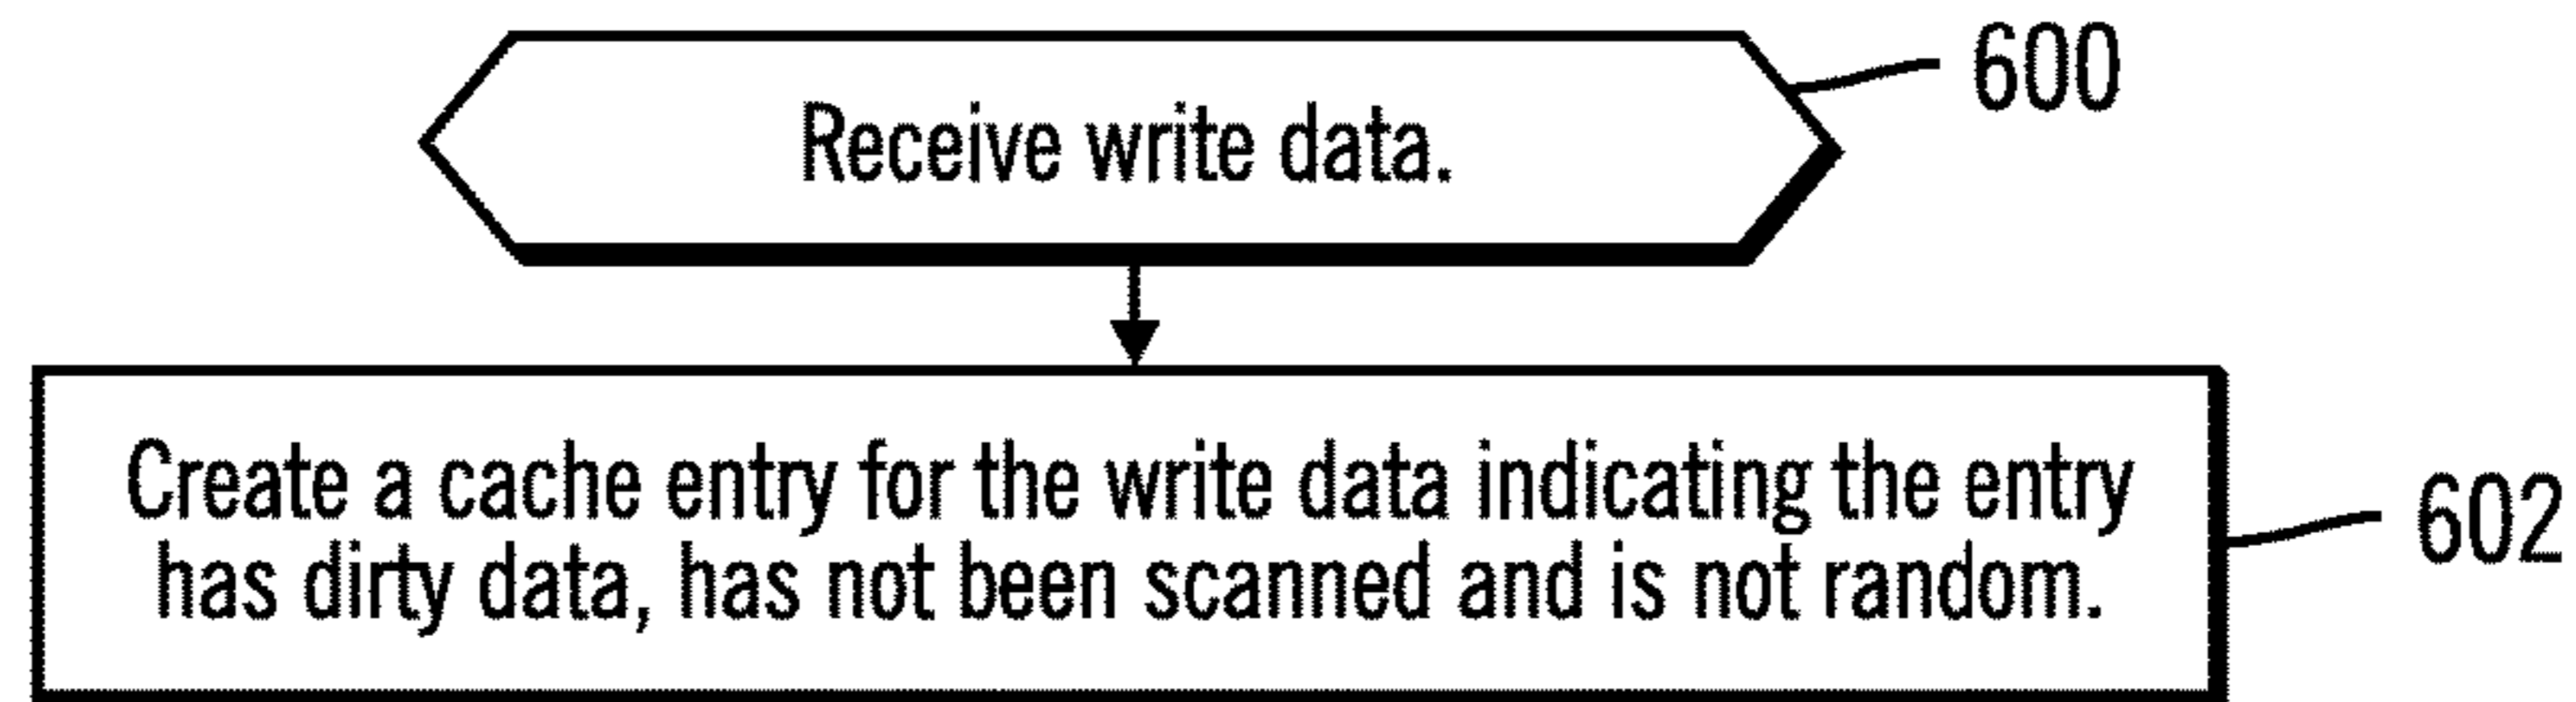 Receive write data.
600
Create a cache entry for the write data indicating the entry
has dirty data, has not been scanned and is not random.
602